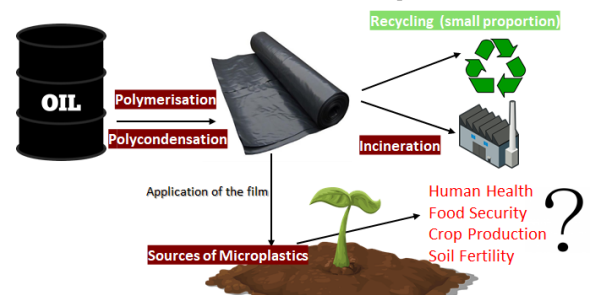 Recycling (small proportion)
OIL
Polymerisation
Polycondensation
Incineration
Application of the film
Human Health
Food Security
Crop Production
Soil Fertility
?
Sources of Microplastics